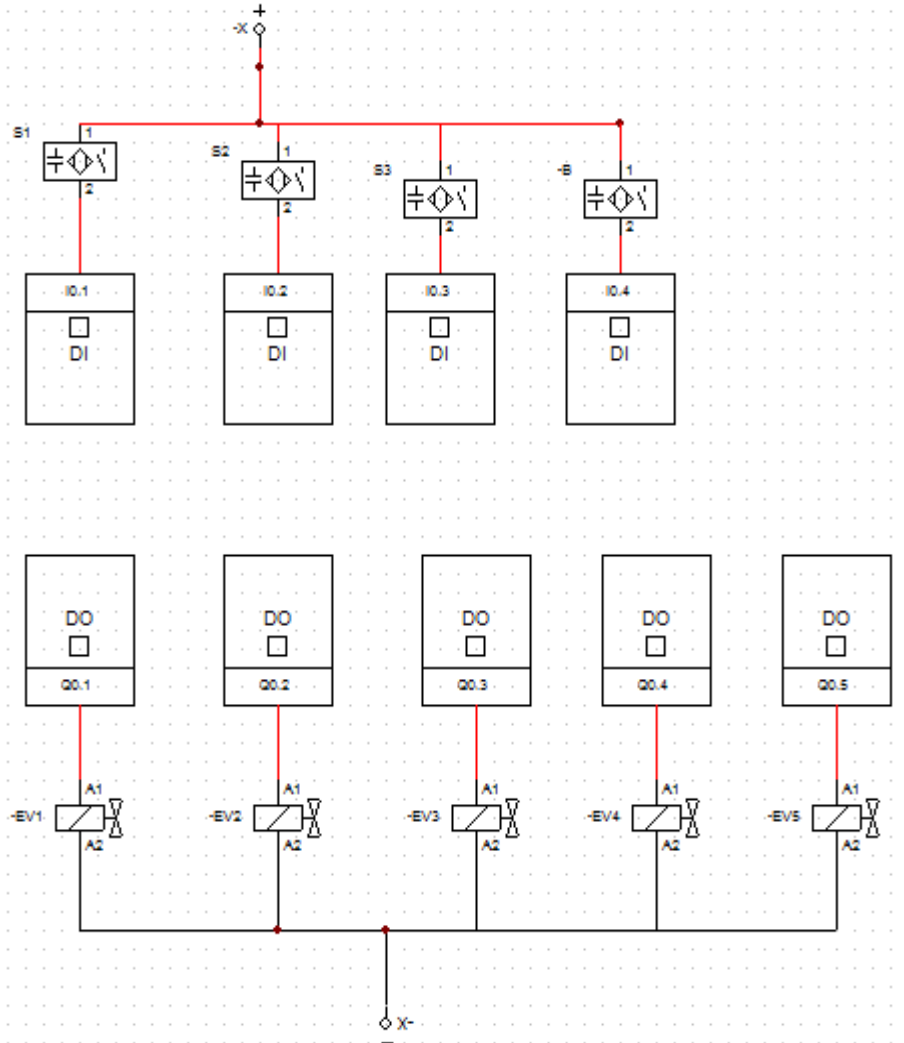 +
-X
S1
1
2
S2
1
2
S3
1
2
-B
1
2
I0.1
I0.2
I0.3
I0.4
DI
DI
DI
DI
DO
DO
DO
DO
DO
Q0.1
Q0.2
Q0.3
Q0.4
Q0.5
A1
A1
A1
A1
A1
-EV1
-EV2
-EV3
-EV4
-EV5
A2
A2
A2
A2
A2
X-